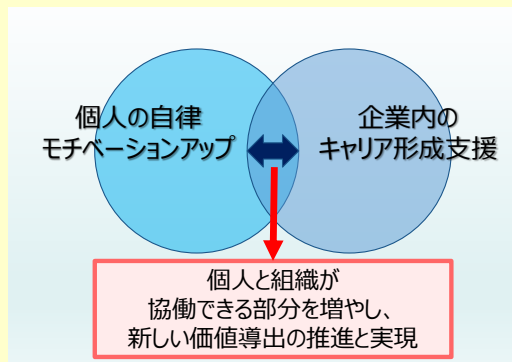 個人の自律
モチベーションアップ
企業内の
キャリア形成支援
個人と組織が
協働できる部分を増やし、
新しい価値導出の推進と実現